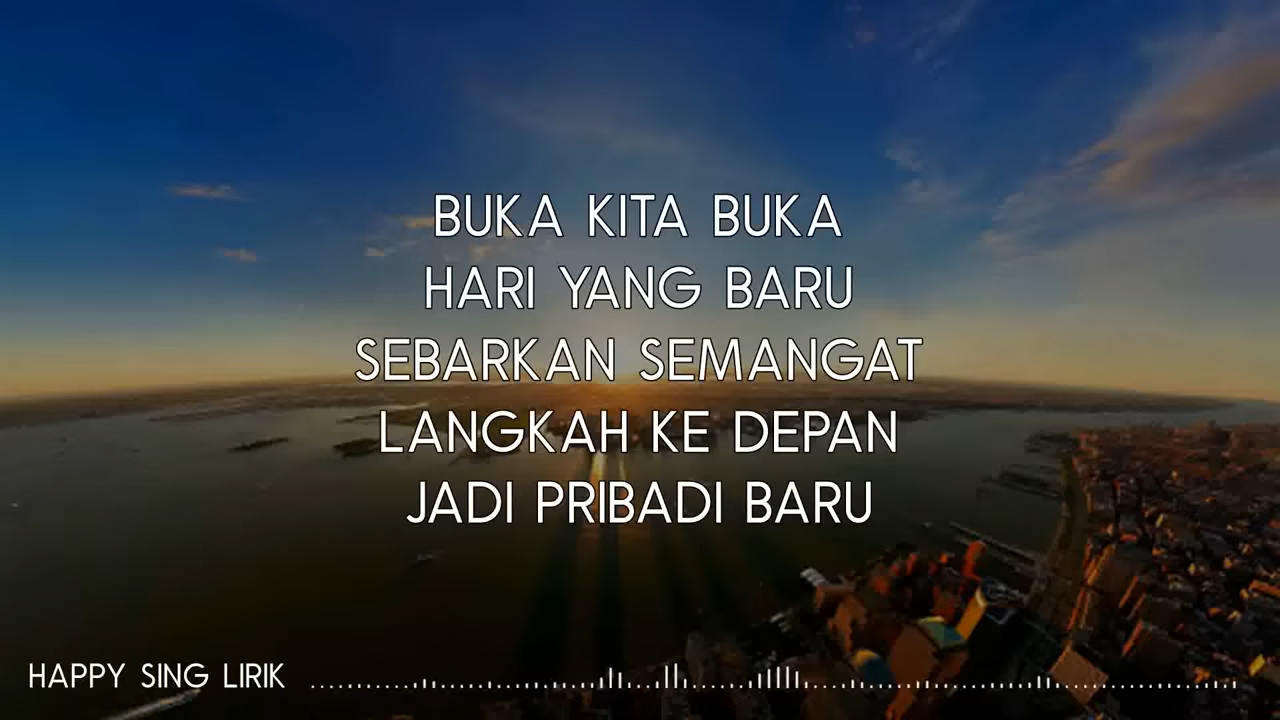 BUKA KITA BUKA
HARI YANG BARU
SEBARKAN SEMANGAT
LANGKAH KE DEPAN
JADI PRIBADI BARU
HAPPY SING LIRIK